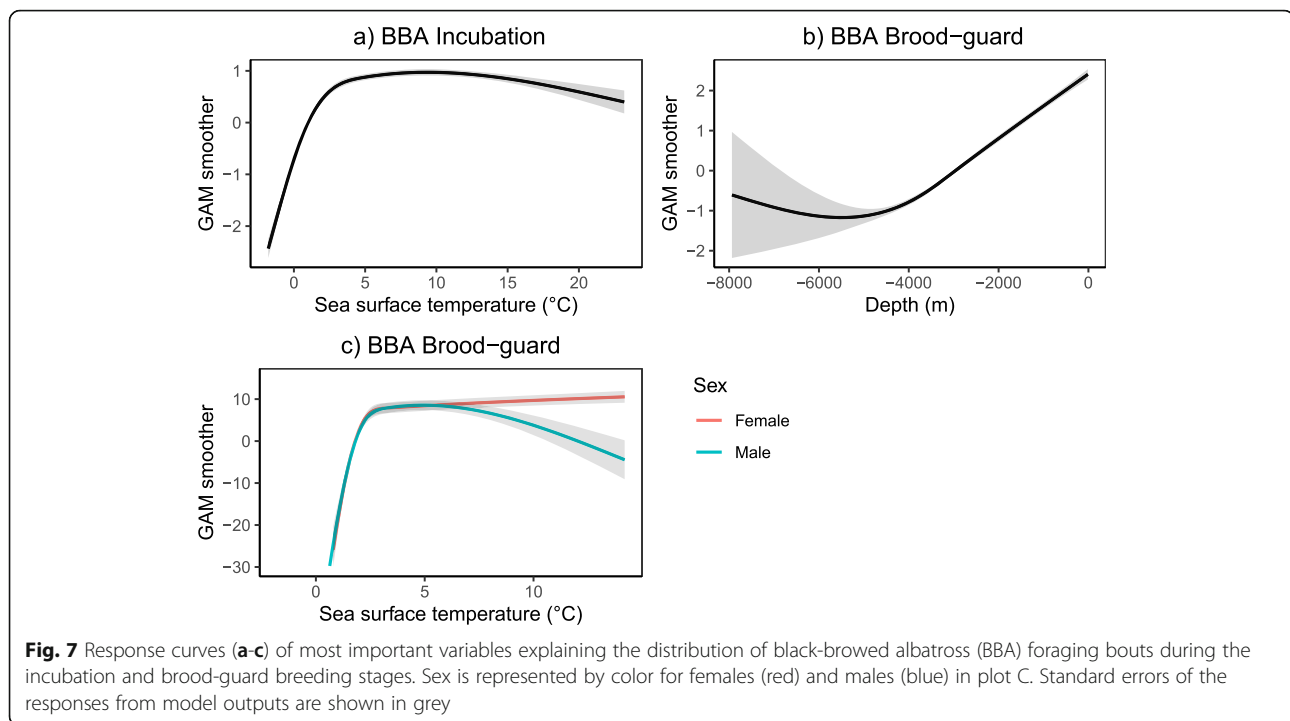 a) BBA Incubation
GAM smoother
1
0
−1
−2
0 5 10 15 20
Sea surface temperature (°C)
b) BBA Brood−guard
GAM smoother
2
1
0
−1
−2
−8000 −6000 −4000 −2000 0
Depth (m)
c) BBA Brood−guard
GAM smoother
10
0
−10
−20
−30
0 5 10
Sea surface temperature (°C)
Sex
Female
Male
Fig. 7 Response curves (a-c) of most important variables explaining the distribution of black-browed albatross (BBA) foraging bouts during the
incubation and brood-guard breeding stages. Sex is represented by color for females (red) and males (blue) in plot C. Standard errors of the
responses from model outputs are shown in grey